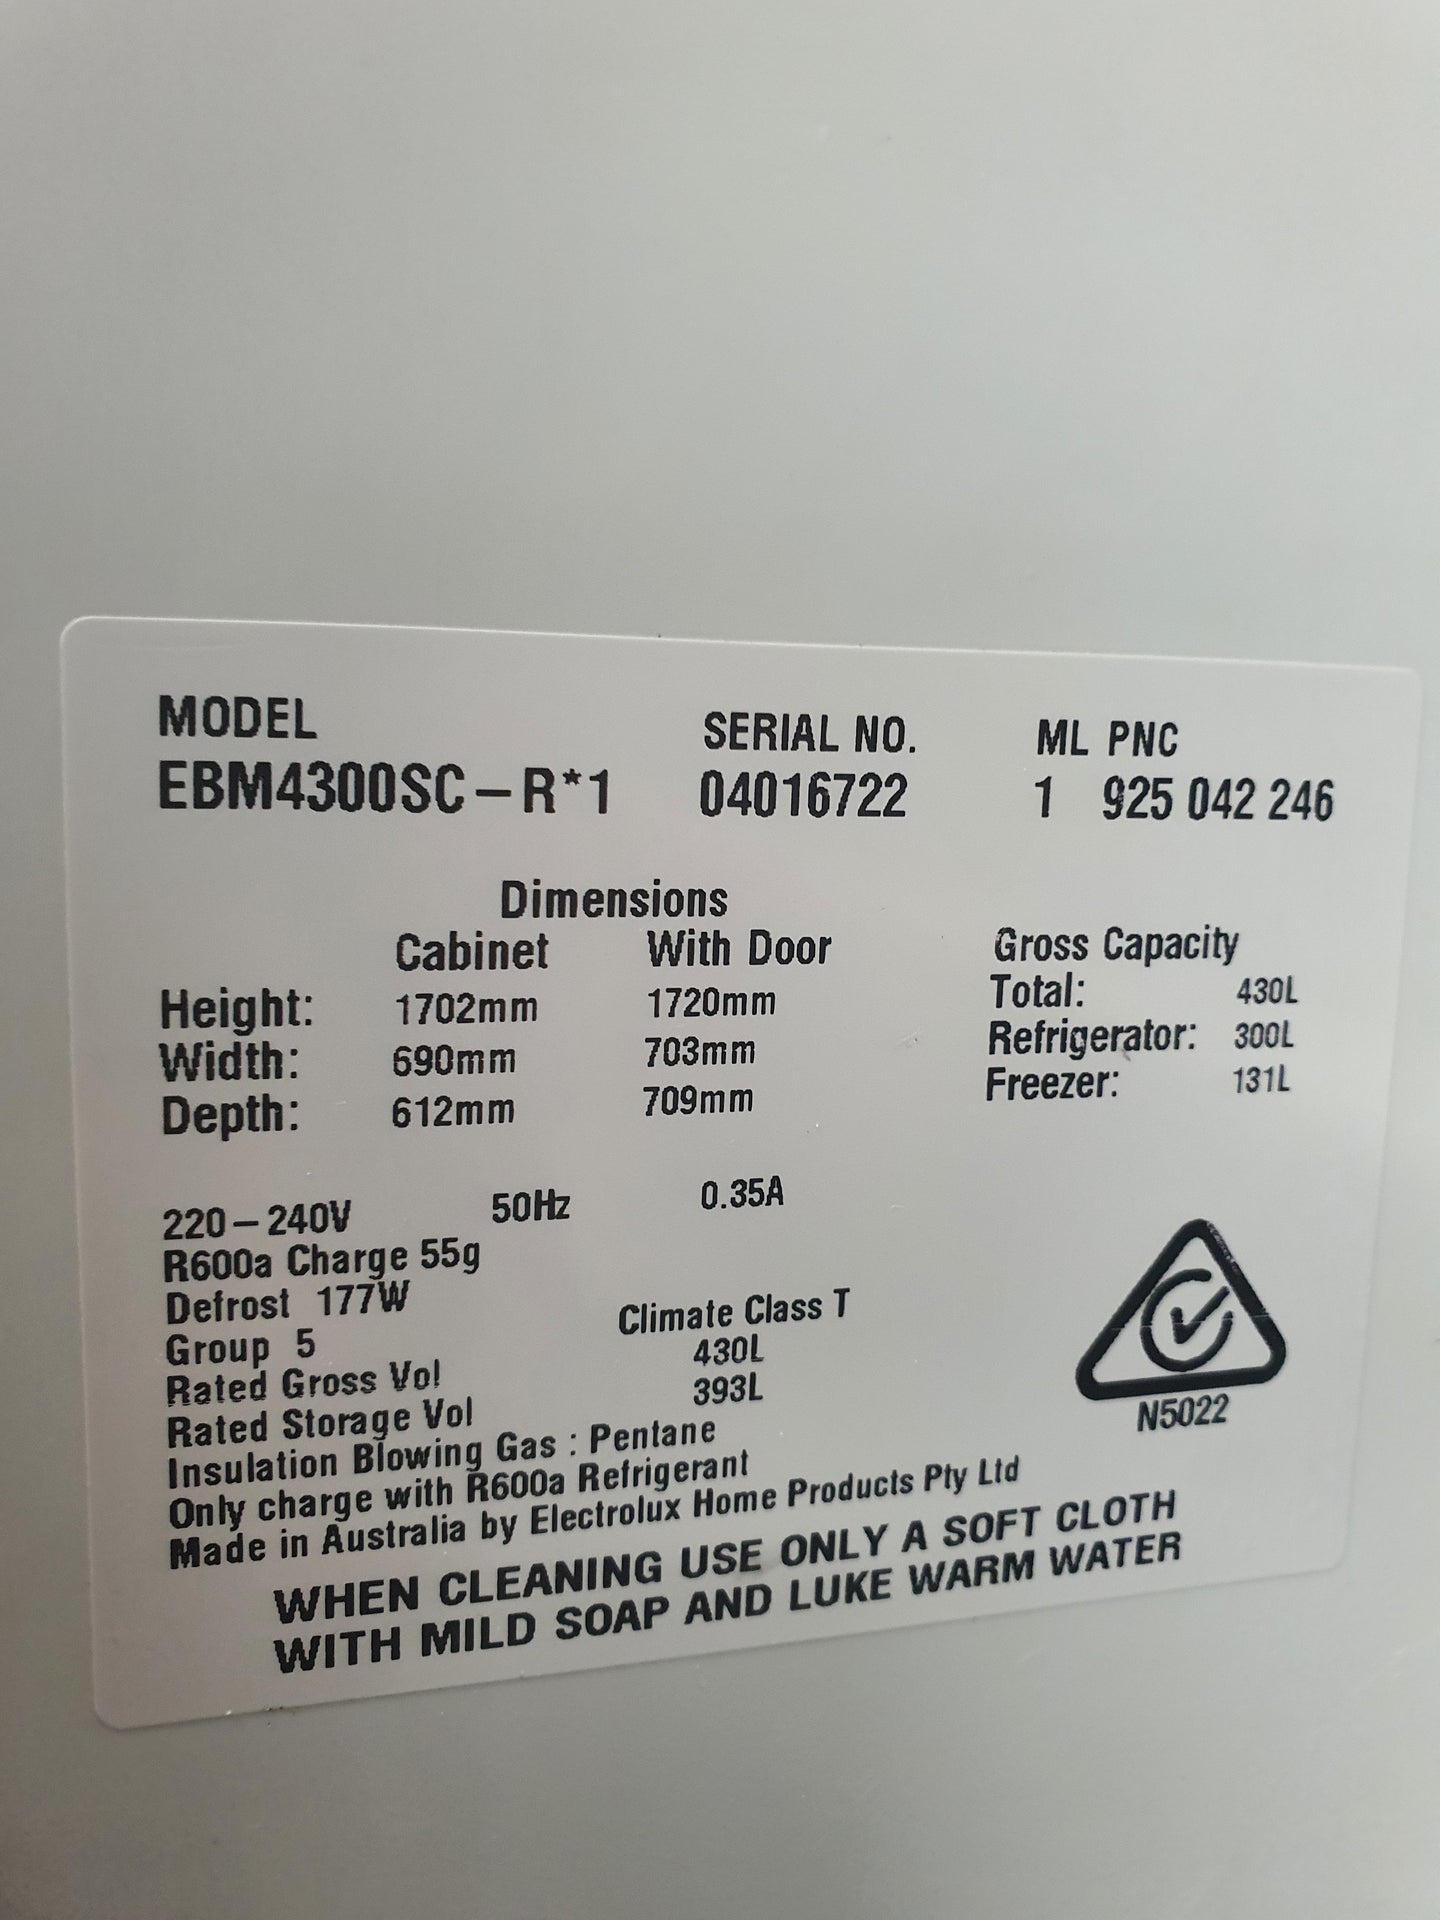 MODEL SERIAL NO. ML PNC
EBM4300SC-R*1 04016722 1 925 042 246
Dimensions
Cabinet With Door Gross Capacity
Height: 1702mm 1720mm Total: 430L
Width: 690mm 703mm Refrigerator: 300L
Depth: 612mm 709mm Freezer: 131L
220-240V 50Hz 0.35A
R600a Charge 55g
Defrost 177W
Group 5 Climate Class T
Rated Gross Vol 430L
Rated Storage Vol 393L
Insulation Blowing Gas : Pentane
Only charge with R600a Refrigerant
Made in Australia by Electrolux Home Products Pty Ltd
N5022
WHEN CLEANING USE ONLY A SOFT CLOTH
WITH MILD SOAP AND LUKE WARM WATER